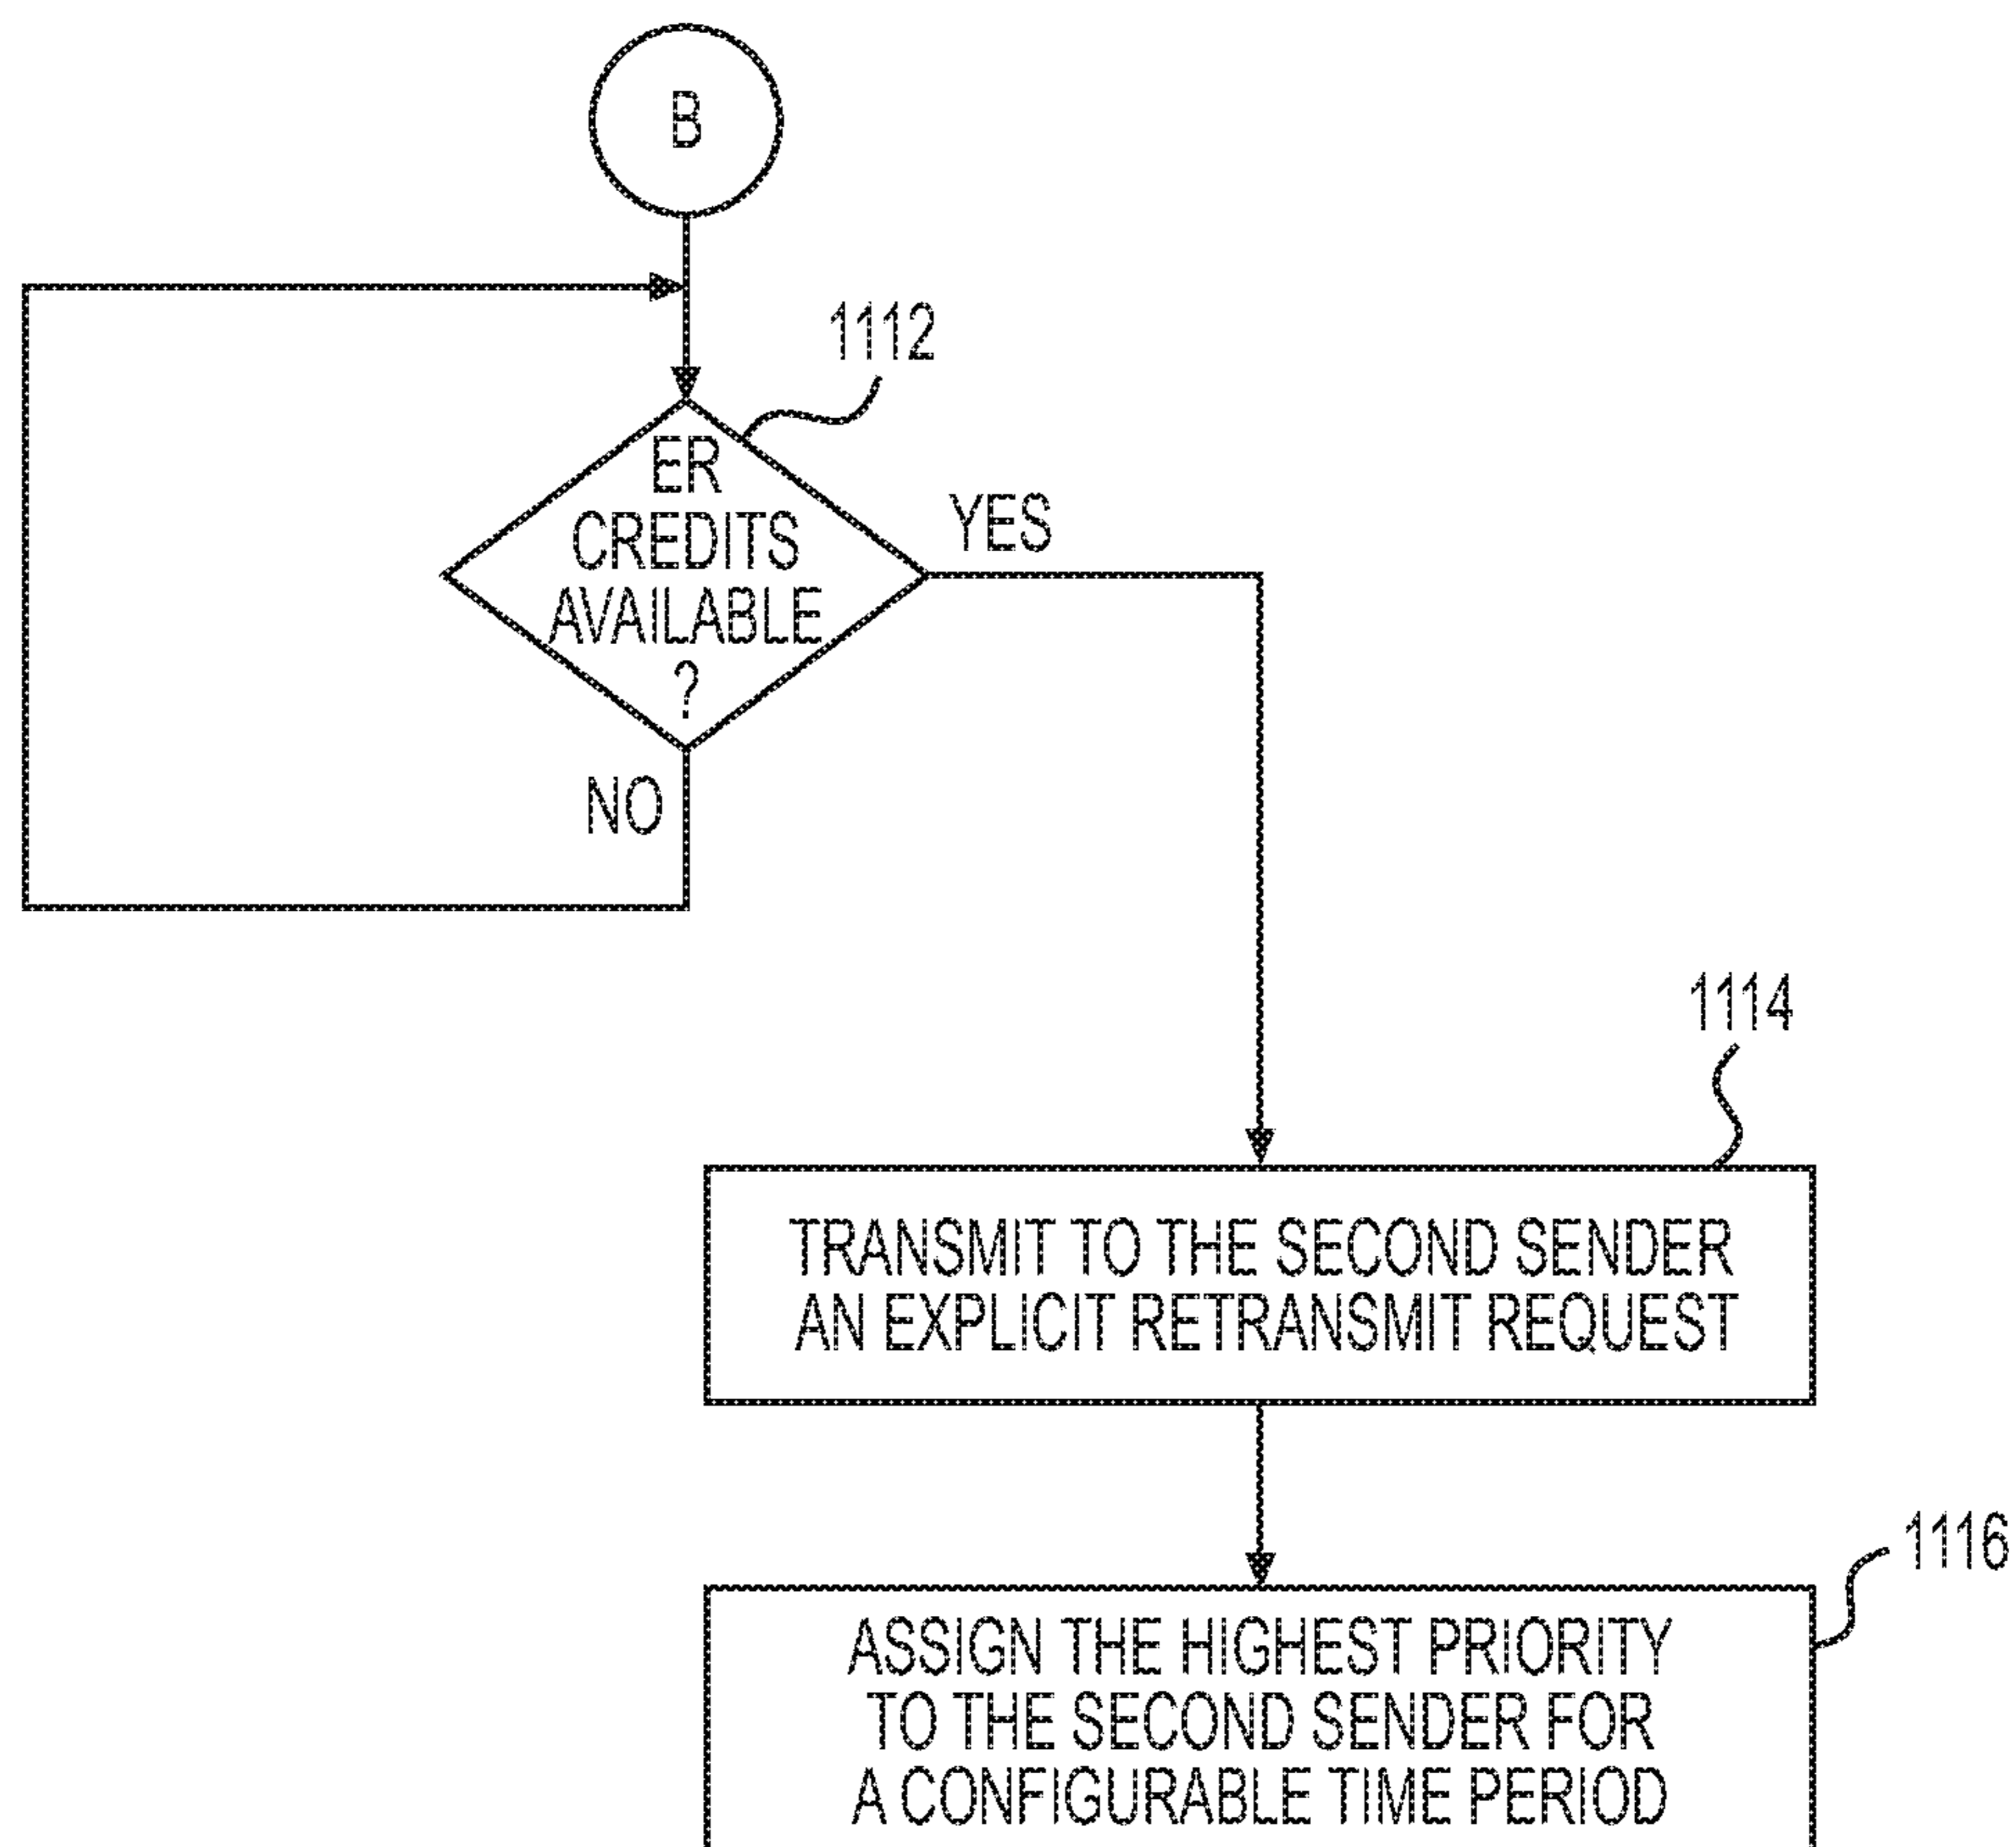 B
1112
ER
CREDITS
AVAILABLE
?
YES
NO
1114
TRANSMIT TO THE SECOND SENDER
AN EXPLICIT RETRANSMIT REQUEST
1116
ASSIGN THE HIGHEST PRIORITY
TO THE SECOND SENDER FOR
A CONFIGURABLE TIME PERIOD